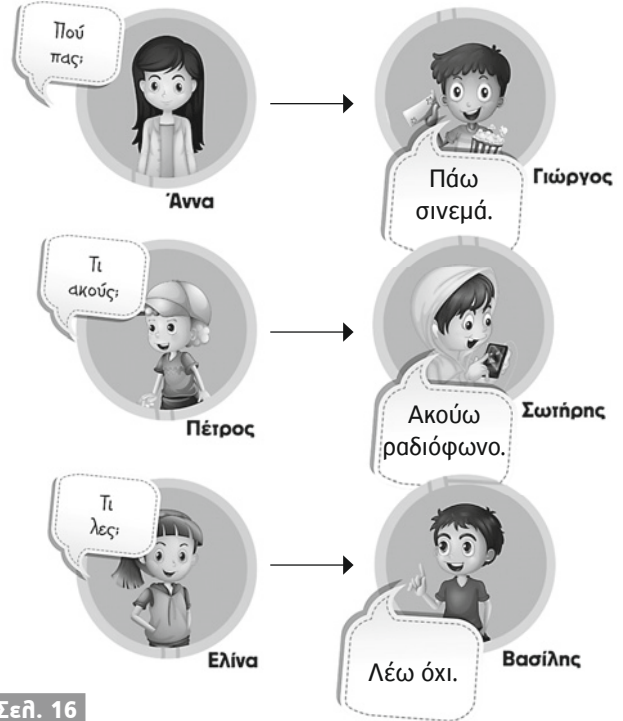 Πού
πας;
Άννα
Πάω
σινεμά.
Γιώργος
Τι
ακούς;
Πέτρος
Ακούω
ραδιόφωνο.
Σωτήρης
Τι
λες;
Ελίνα
Λέω όχι.
Βασίλης
Σελ. 16